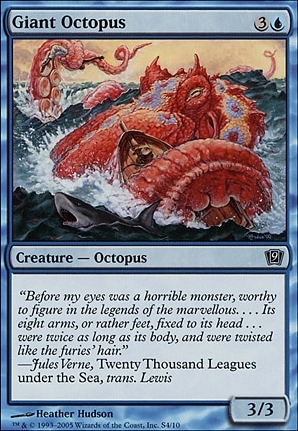 Giant Octopus 3
Creature — Octopus 9
“Before my eyes was a horrible monster, worthy
to figure in the legends of the marvellous. . . . Its
eight arms, or rather feet, fixed to its head . . .
were twice as long as its body, and were twisted
like the furies’ hair.”
—Jules Verne, Twenty Thousand Leagues
under the Sea, trans. Lewis
3/3
Heather Hudson
™ & © 1993–2005 Wizards of the Coast, Inc. S4/10